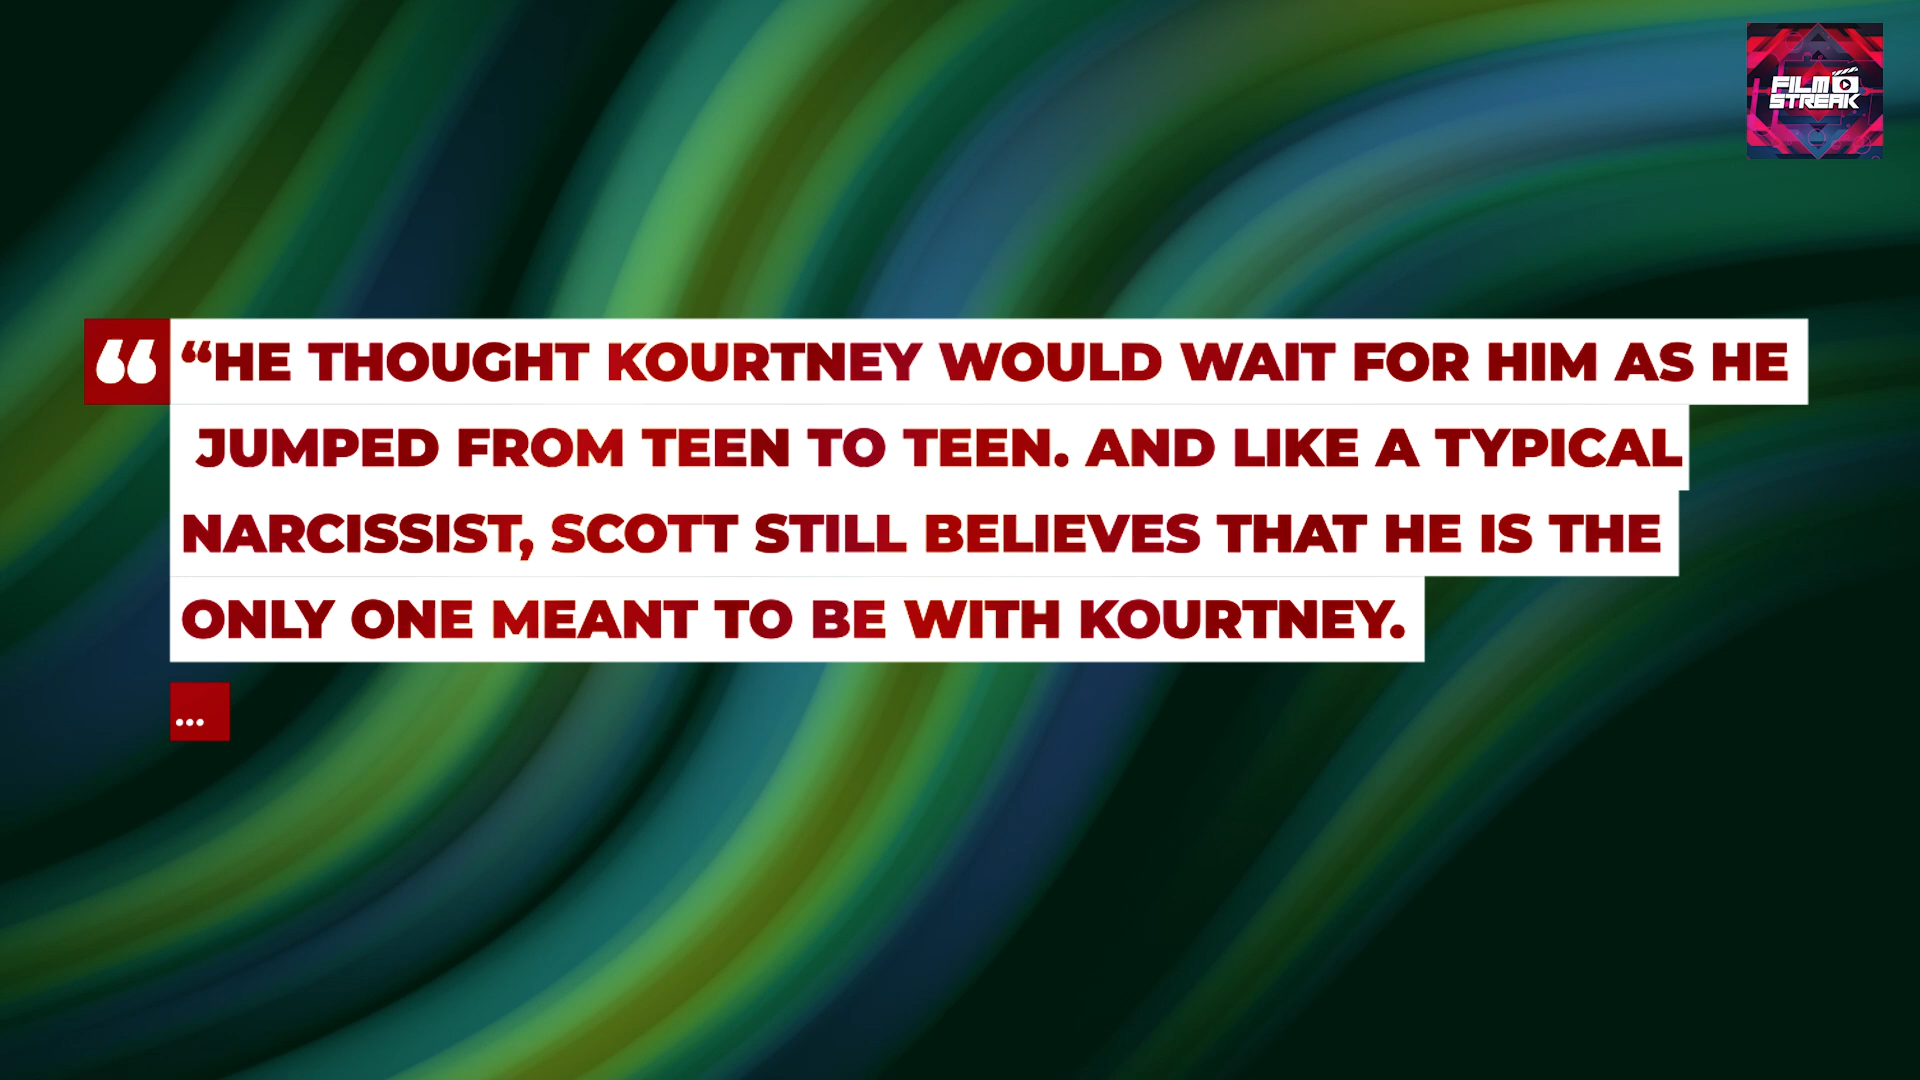 FILM
STREAK
“HE THOUGHT KOURTNEY WOULD WAIT FOR HIM AS HE
JUMPED FROM TEEN TO TEEN. AND LIKE A TYPICAL
NARCISSIST, SCOTT STILL BELIEVES THAT HE IS THE
ONLY ONE MEANT TO BE WITH KOURTNEY.
...